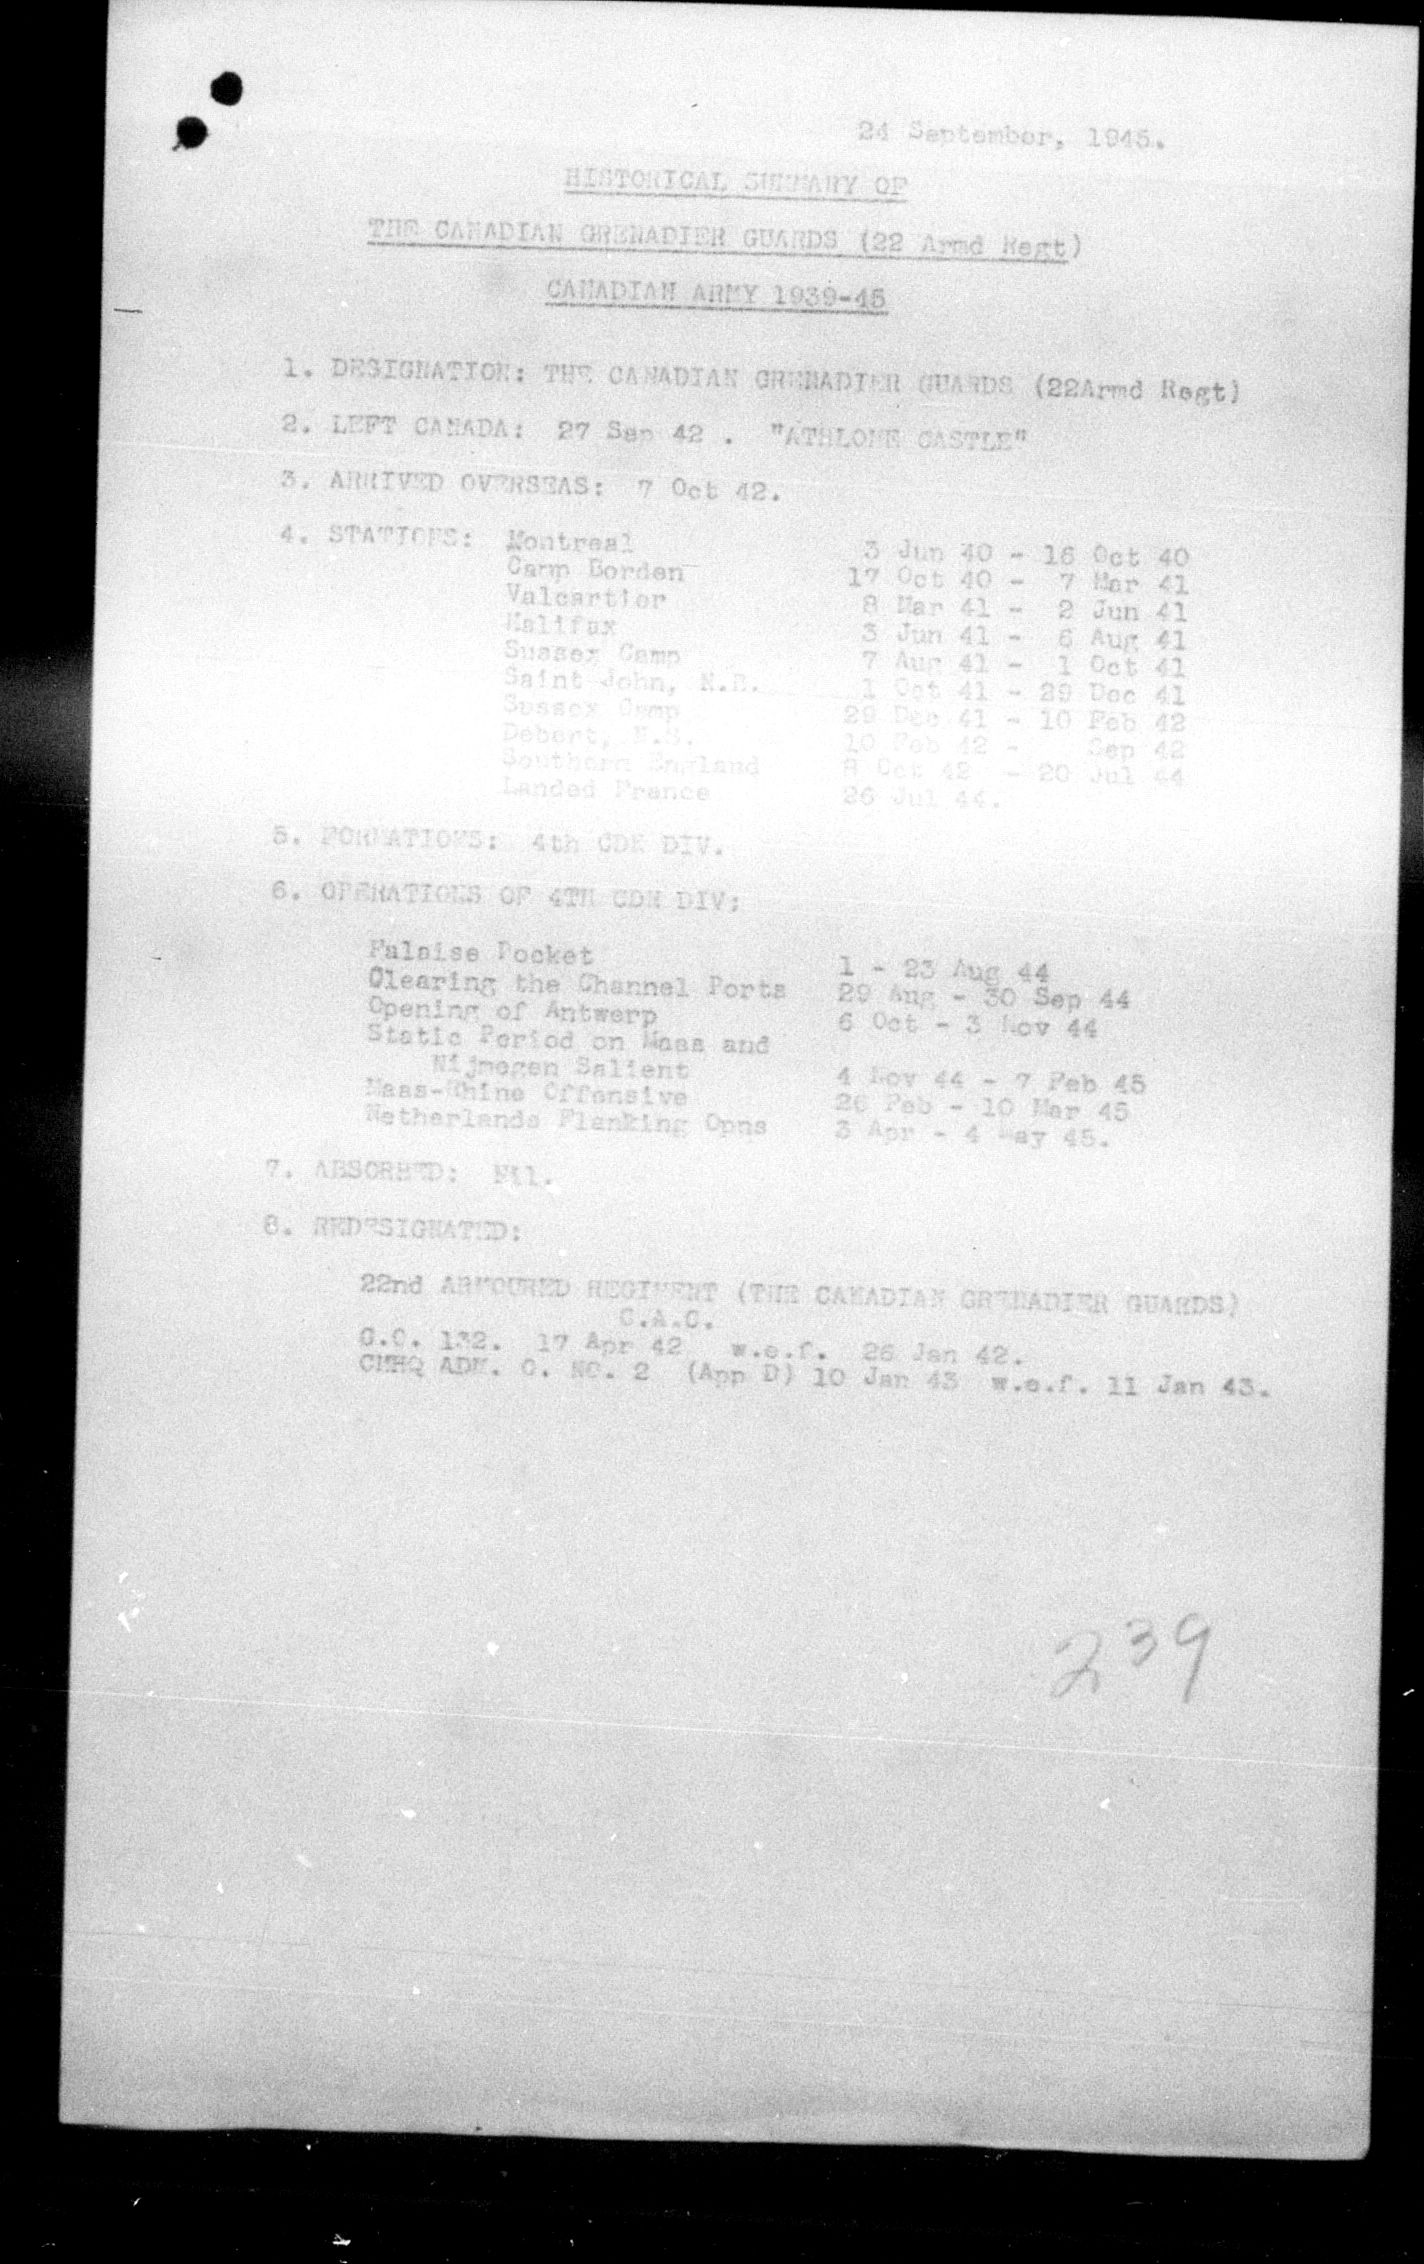 24 September, 1945.
HISTORICAL SUMMARY OF
THE CANADIAN GRENADIER GUARDS (22 Armd Regt)
CANADIAN ARMY 1939-45
1. DESIGNATION: THE CANADIAN GRENADIER GUARDS (22Armd Regt)
2. LEFT CANADA: 27 Sep 42 . "ATHLONE CASTLE"
3. ARRIVED OVERSEAS: 7 Oct 42.
4. STATIONS: Montreal 3 Jun 40 - 16 Oct 40
Camp Borden 17 Oct 40 - 7 Mar 41
Valcartier 8 Mar 41 - 2 Jun 41
Halifax 3 Jun 41 - 6 Aug 41
Sussex Camp 7 Aug 41 - 1 Oct 41
Saint John, N.B. 1 Oct 41 - 29 Dec 41
Sussex Camp 29 Dec 41 - 10 Feb 42
Debert, N.S. 10 Feb 42 - Sep 42
Southern England 8 Oct 42 - 20 Jul 44
Landed France 26 Jul 44.
5. FORMATIONS: 4th CDN DIV.
6. OPERATIONS OF 4TH CDN DIV:
Falaise Pocket 1 - 23 Aug 44
Clearing the Channel Ports 29 Aug - 30 Sep 44
Opening of Antwerp 6 Oct - 3 Nov 44
Static Period on Maas and
Nijmegen Salient 4 Nov 44 - 7 Feb 45
Maas-Rhine Offensive 26 Feb - 10 Mar 45
Netherlands Flanking Opns 3 Apr - 4 May 45.
7. ABSORBED: Nil.
8. REDESIGNATED:
22nd ARMOURED REGIMENT (THE CANADIAN GRENADIER GUARDS)
C.A.C.
G.O. 132. 17 Apr 42 w.e.f. 26 Jan 42.
CMHQ ADM. O. NO. 2 (App D) 10 Jan 43 w.e.f. 11 Jan 43.
239